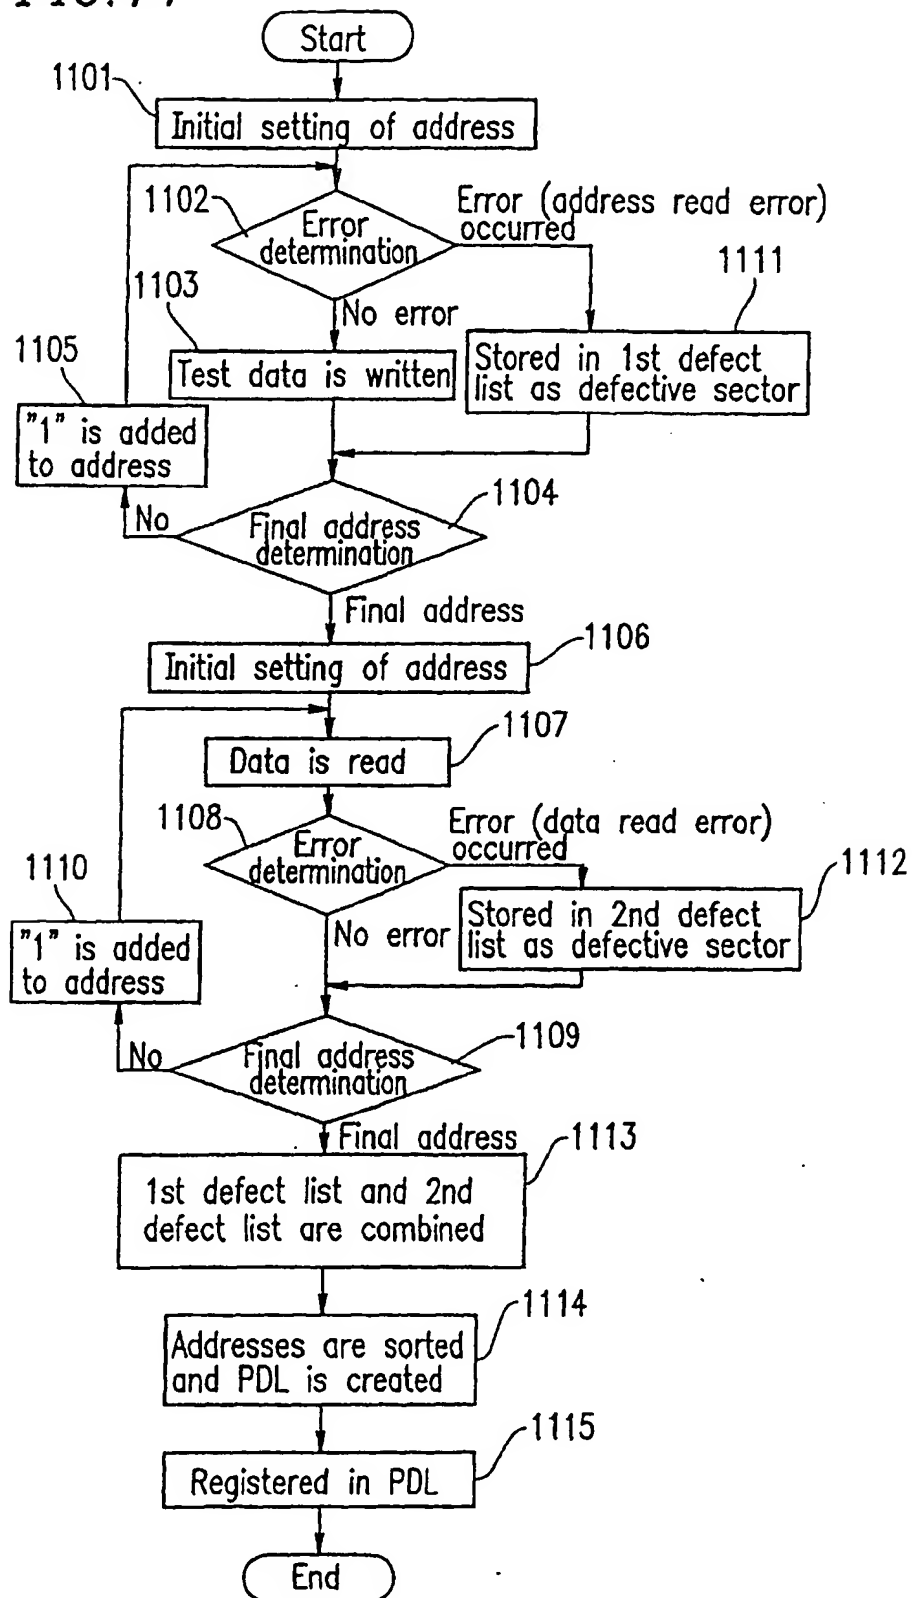 Start
1101
Initial setting of address
1102
Error
determination
Error (address read error)
occurred
1111
1103
No error
1105
Test data is written
Stored in 1st defect
list as defective sector
"1" is added
to address
1104
No
Final address
determination
Final address
1106
Initial setting of address
1107
Data is read
1108
Error
determination
Error (data read error)
occurred
1112
1110
No error
Stored in 2nd defect
list as defective sector
"1" is added
to address
1109
No
Final address
determination
Final address
1113
1st defect list and 2nd
defect list are combined
1114
Addresses are sorted
and PDL is created
1115
Registered in PDL
End